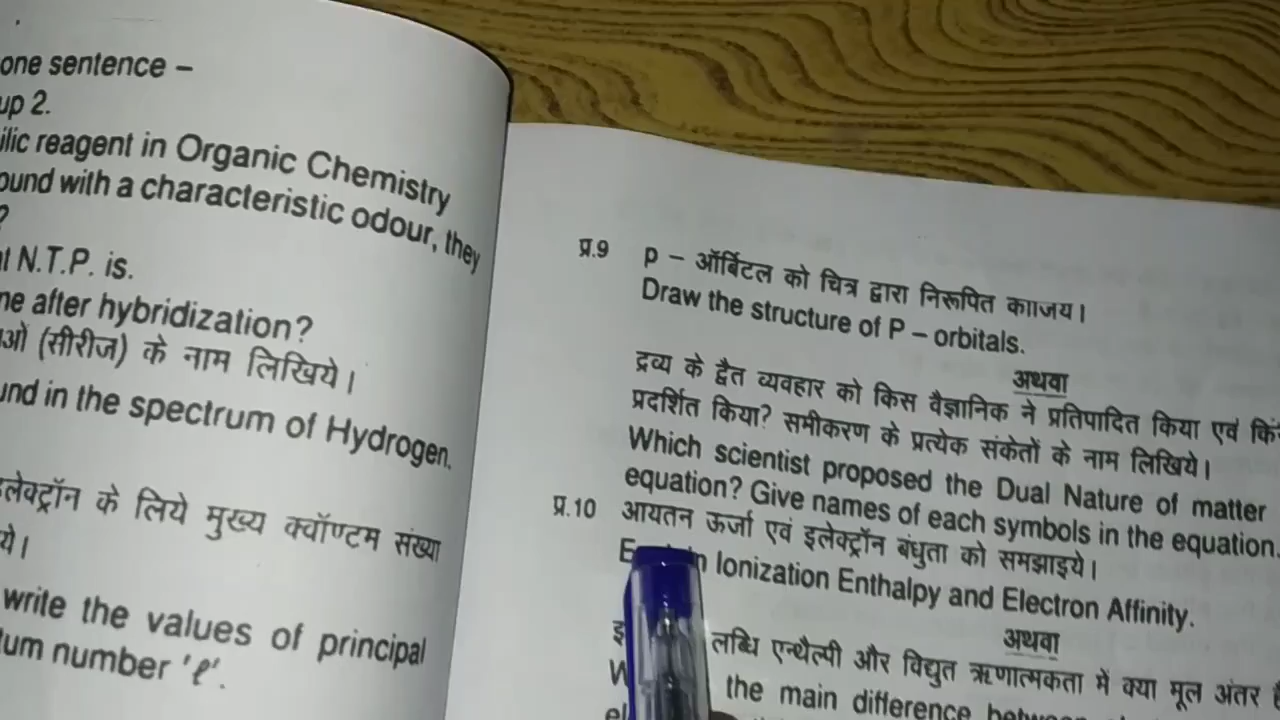 one sentence –
up 2.
ilic reagent in Organic Chemistry
ound with a characteristic odour, they
?
N.T.P. is.
ne after hybridization?
ओं (सीरीज) के नाम लिखिये।
und in the spectrum of Hydrogen.
इलेक्ट्रॉन के लिये मुख्य क्वॉण्टम संख्या
ये।
write the values of principal
tum number 'ℓ'.
प्र.9 p – ऑर्बिटल को चित्र द्वारा निरूपित कााजय।
Draw the structure of P – orbitals.
अथवा
द्रव्य के द्वैत व्यवहार को किस वैज्ञानिक ने प्रतिपादित किया एवं
प्रदर्शित किया? समीकरण के प्रत्येक संकेतों के नाम लिखिये।
Which scientist proposed the Dual Nature of matter
equation? Give names of each symbols in the equation.
प्र.10 आयतन ऊर्जा एवं इलेक्ट्रॉन बंधुता को समझाइये।
Ionization Enthalpy and Electron Affinity.
अथवा
लब्धि एन्थैल्पी और विद्युत ऋणात्मकता में क्या मूल अंतर
the main difference between